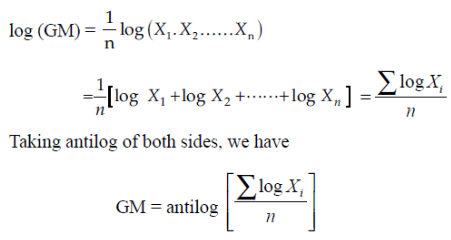 log (GM) = 1/n log (X₁.X₂......Xₙ)
=1/n[log X₁ +log X₂ +······+log Xₙ] = ∑ log Xᵢ / n
Taking antilog of both sides, we have
GM = antilog [∑ log Xᵢ / n]